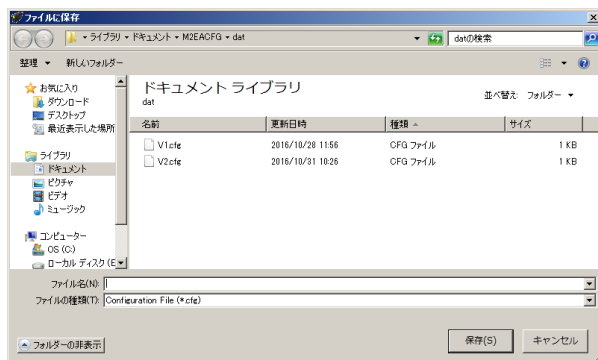 ファイルに保存
ライブラリ ドキュメント M2EACFG dat datの検索
整理 新しいフォルダー
お気に入り
ダウンロード
デスクトップ
最近表示した場所
ライブラリ
ドキュメント
ピクチャ
ビデオ
ミュージック
コンピューター
OS (C:)
ローカル ディスク (E
ドキュメント ライブラリ
dat
並べ替え: フォルダー
名前 更新日時 種類 サイズ
V1.cfg 2016/10/28 11:56 CFG ファイル 1 KB
V2.cfg 2016/10/31 10:26 CFG ファイル 1 KB
ファイル名(N):
ファイルの種類(T): Configuration File (*.cfg)
フォルダーの非表示 保存(S) キャンセル